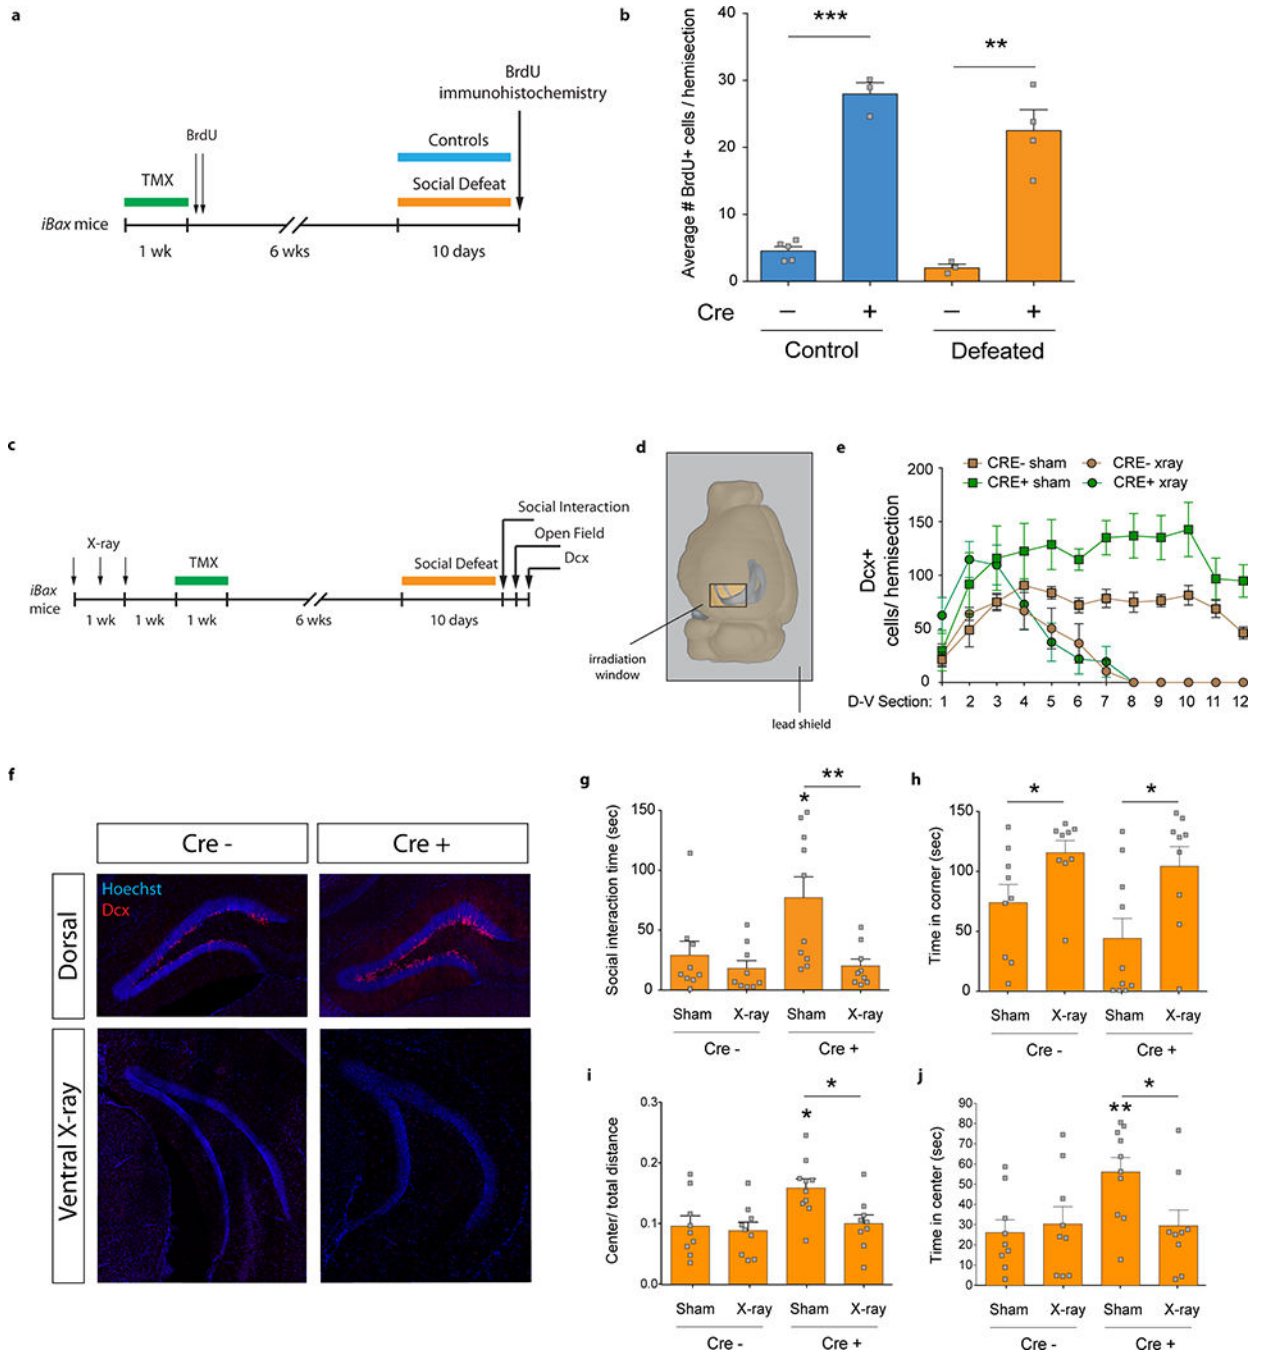 a
BrdU
immunohistochemistry
BrdU
Controls
TMX
Social Defeat
iBax mice
1 wk
6 wks
10 days
b
Average # BrdU+ cells / hemisection
40
30
20
10
0
***
**
Cre
– + – +
Control Defeated
c
Social Interaction
X-ray
Open Field
TMX
Social Defeat
Dcx
iBax
mice
1 wk 1 wk 1 wk
6 wks
10 days
d
irradiation
window
lead shield
e
CRE- sham CRE- xray
CRE+ sham CRE+ xray
Dcx+
cells/ hemisection
200
150
100
50
0
D-V Section: 1 2 3 4 5 6 7 8 9 10 11 12
f
Cre - Cre +
Dorsal
Hoechst
Dcx
Ventral X-ray
g
Social interaction time (sec)
150
100
50
0
**
*
Sham X-ray Sham X-ray
Cre - Cre +
h
Time in corner (sec)
150
100
50
0
* *
Sham X-ray Sham X-ray
Cre - Cre +
i
Center/ total distance
0.3
0.2
0.1
0.0
*
*
Sham X-ray Sham X-ray
Cre - Cre +
j
Time in center (sec)
90
80
70
60
50
40
30
20
10
0
*
**
Sham X-ray Sham X-ray
Cre - Cre +